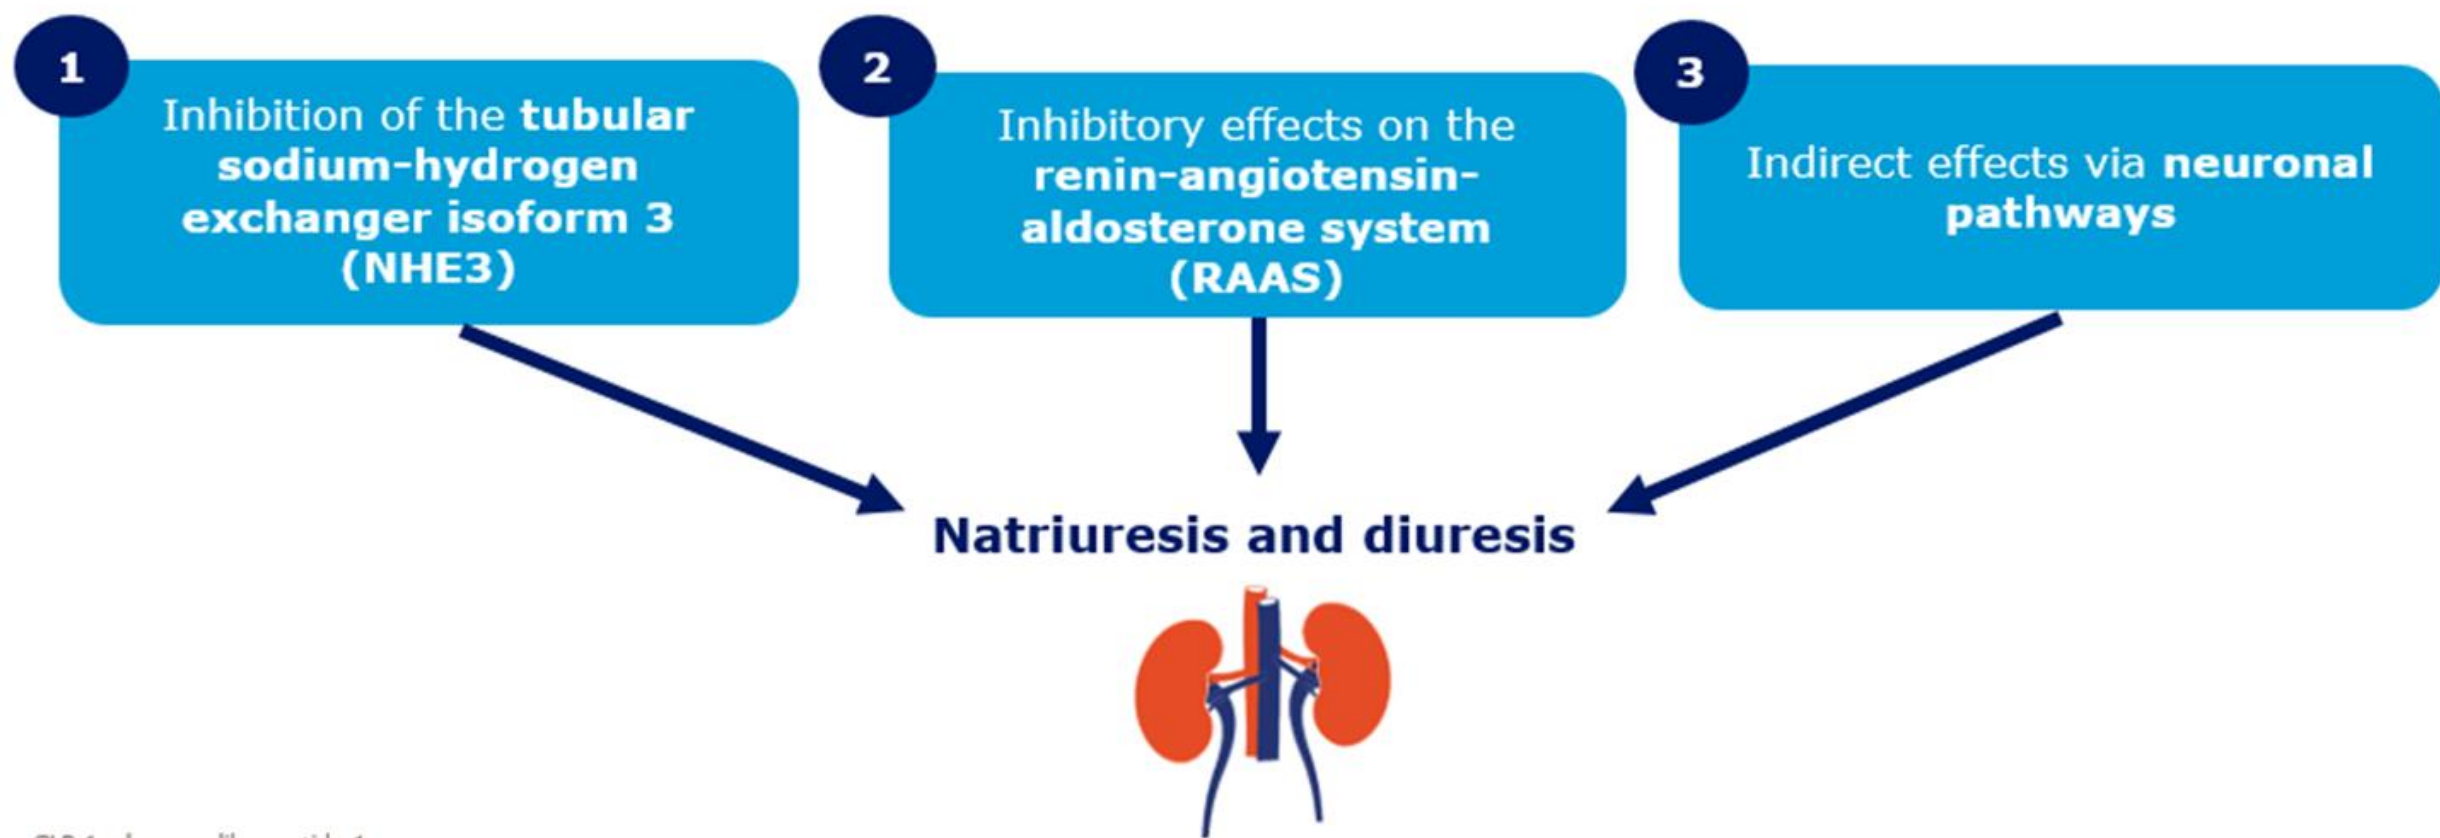 1
Inhibition of the tubular
sodium-hydrogen
exchanger isoform 3
(NHE3)
2
Inhibitory effects on the
renin-angiotensin-
aldosterone system
(RAAS)
3
Indirect effects via neuronal
pathways
Natriuresis and diuresis